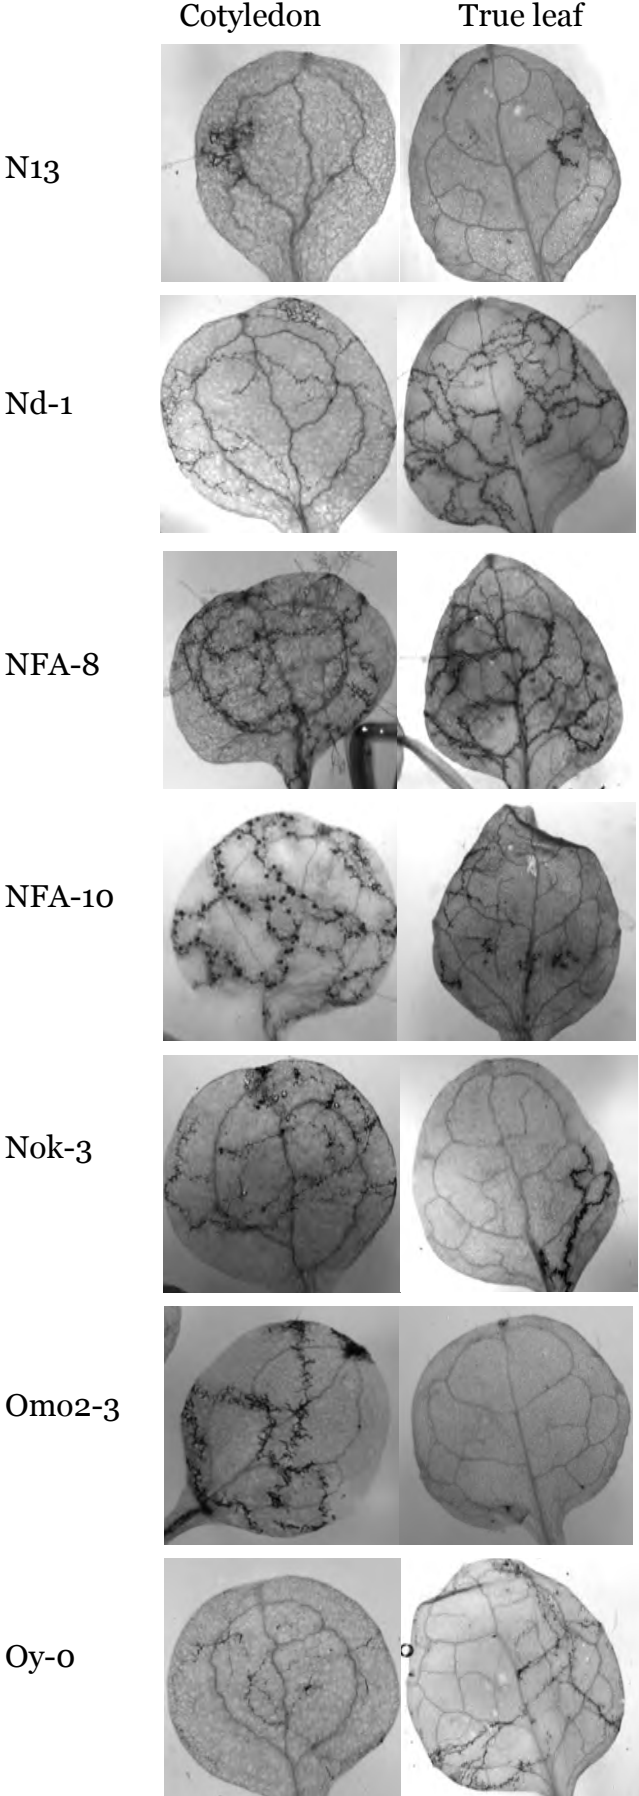 Cotyledon True leaf
N13
Nd-1
NFA-8
NFA-10
Nok-3
Omo2-3
Oy-0